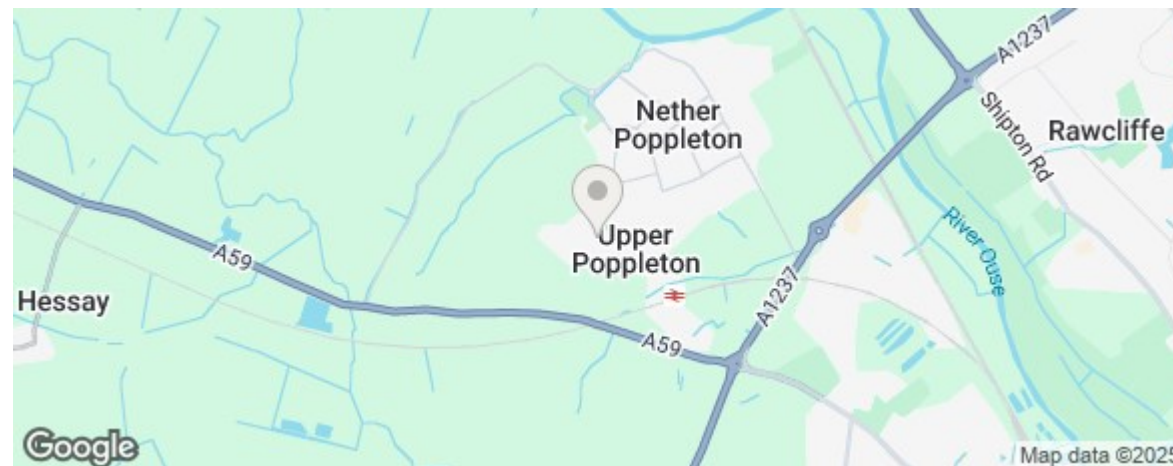 A1237
Nether
Poppleton
Shipton Rd
Rawcliffe
Upper
Poppleton
River Ouse
A59
Hessay
A1237
A59
Google
Map data ©2025